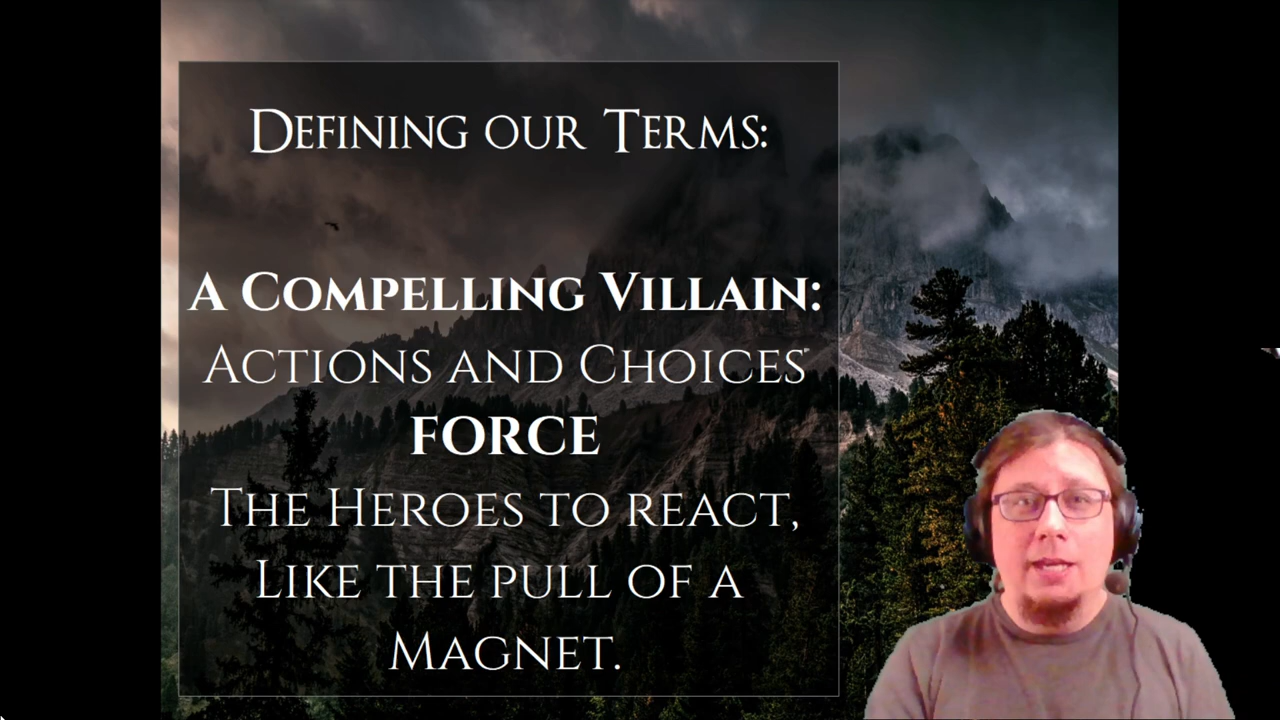 Defining our Terms:
A Compelling Villain:
Actions and Choices
FORCE
The Heroes to react,
Like the pull of a
Magnet.